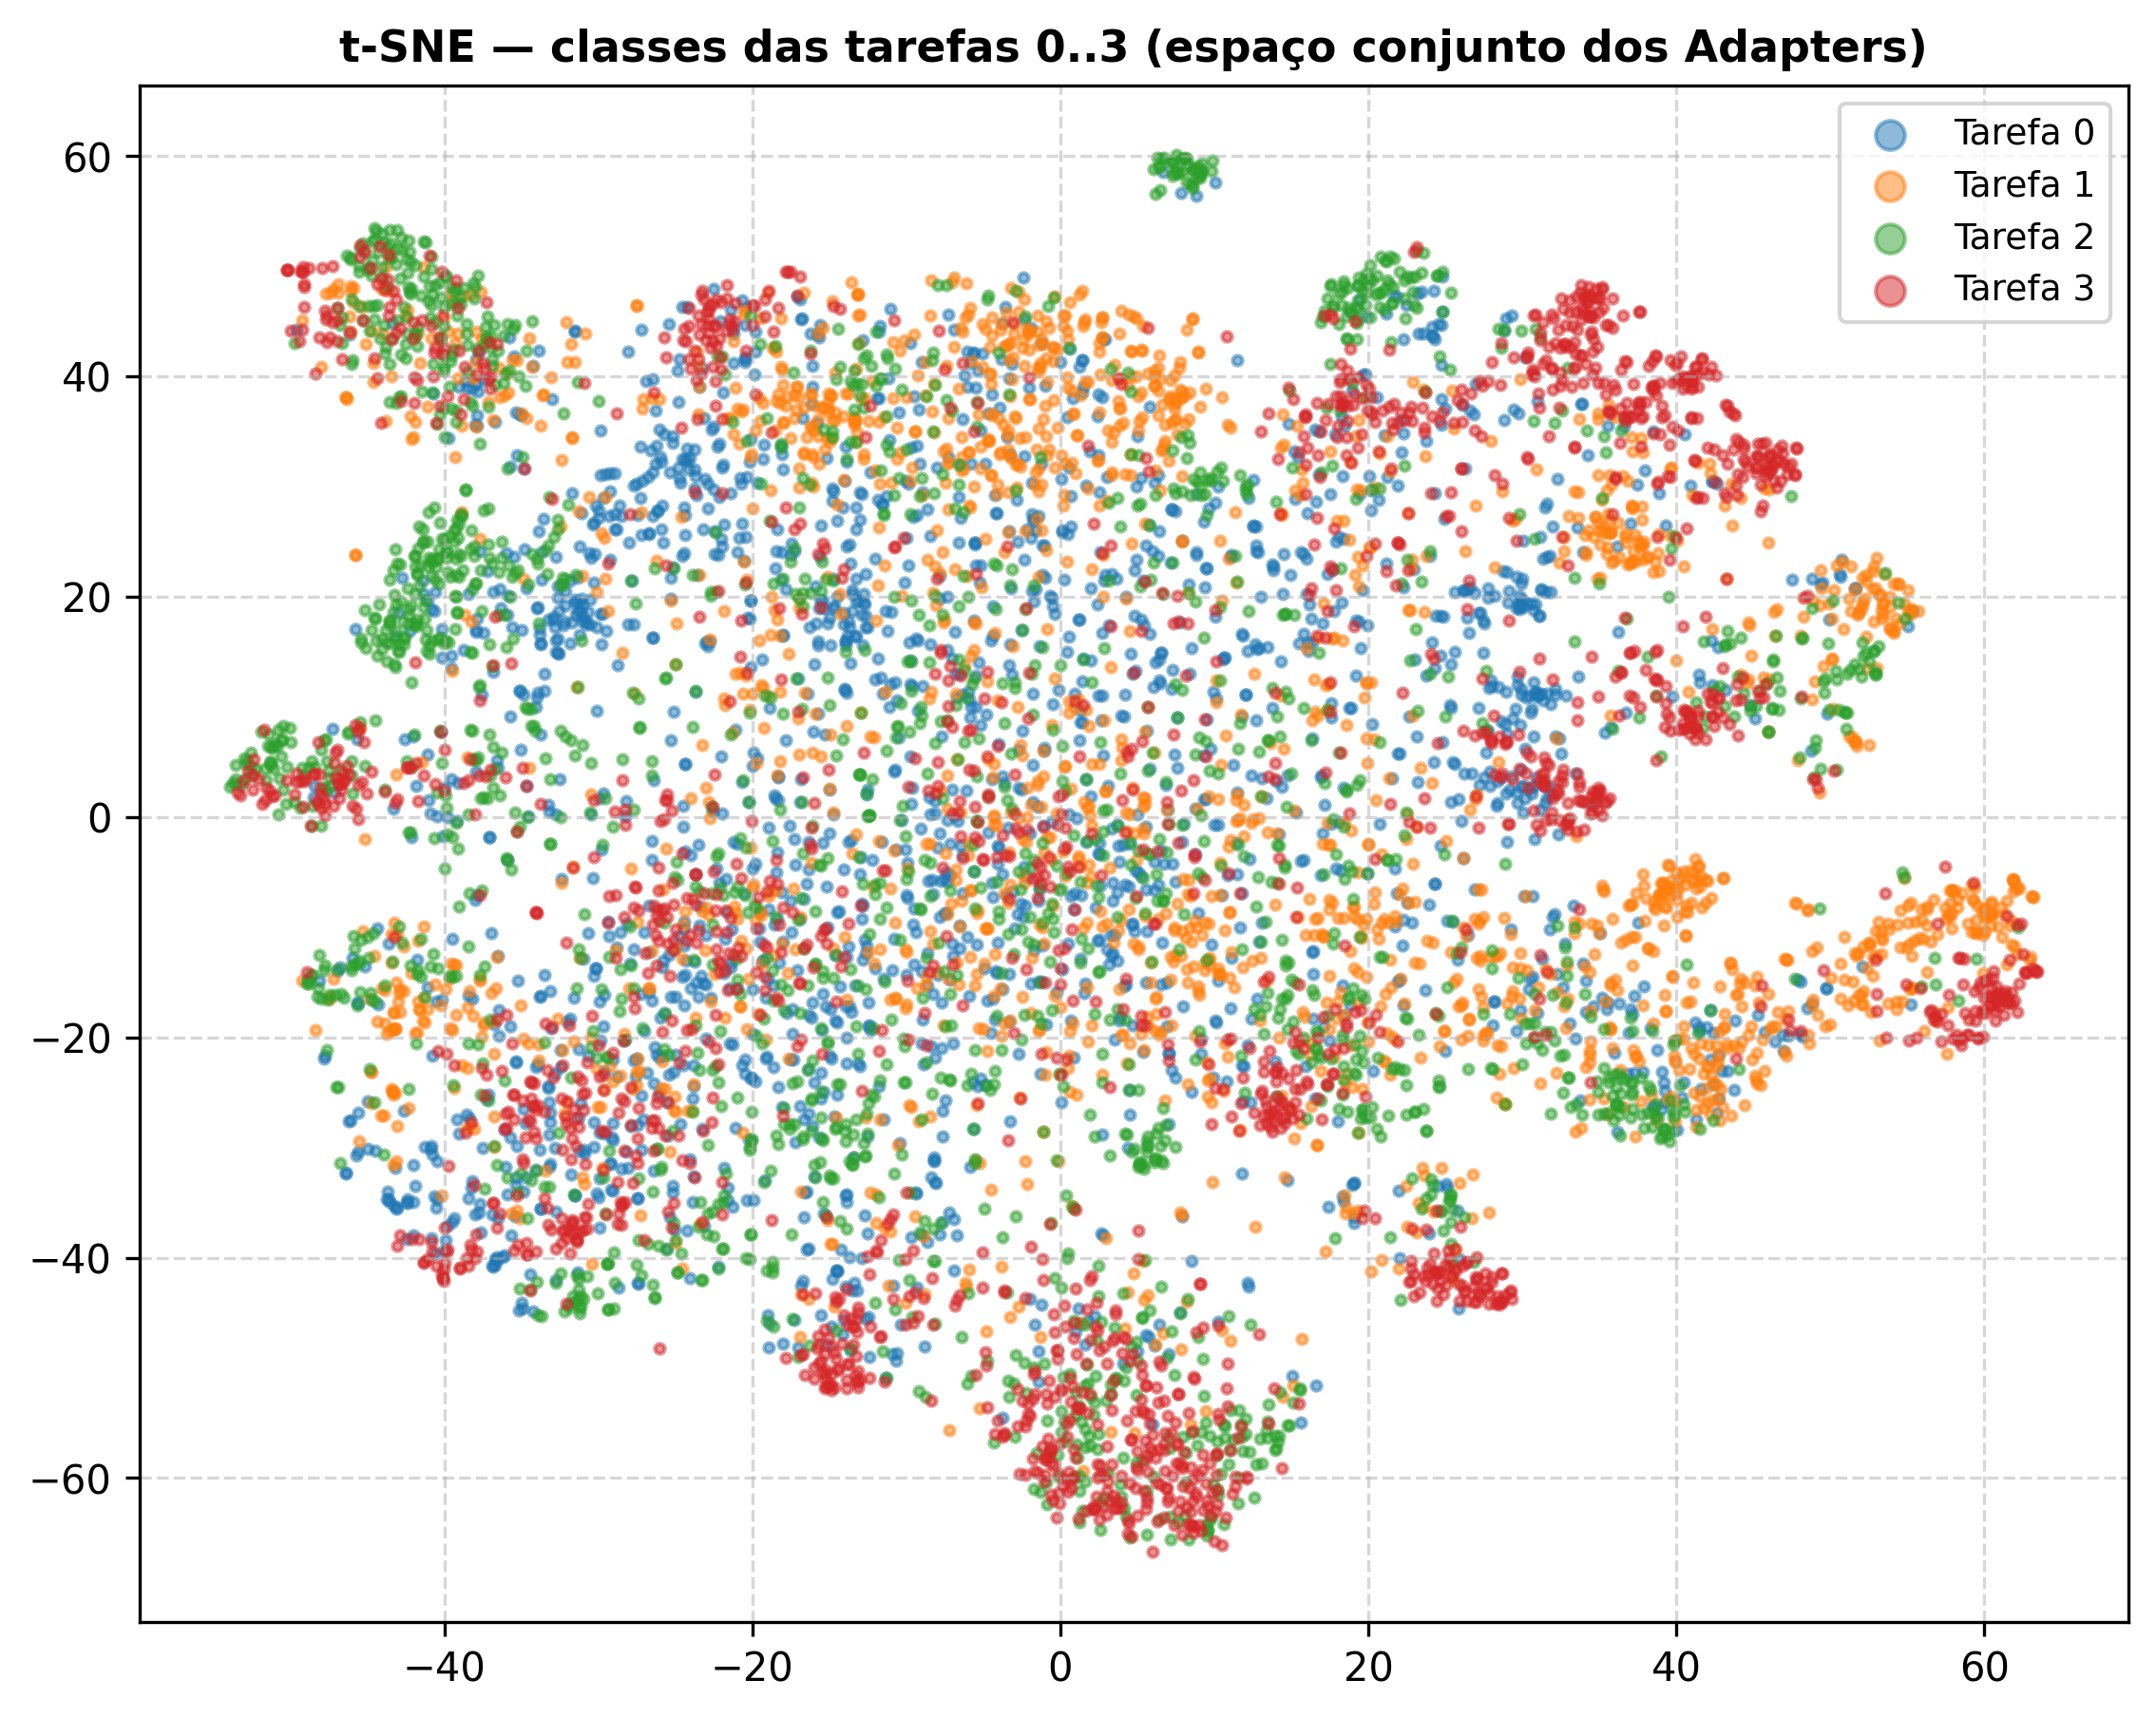 t-SNE — classes das tarefas 0..3 (espaço conjunto dos Adapters)
Tarefa 0
Tarefa 1
Tarefa 2
Tarefa 3
60
40
20
0
−20
−40
−60
−40 −20 0 20 40 60